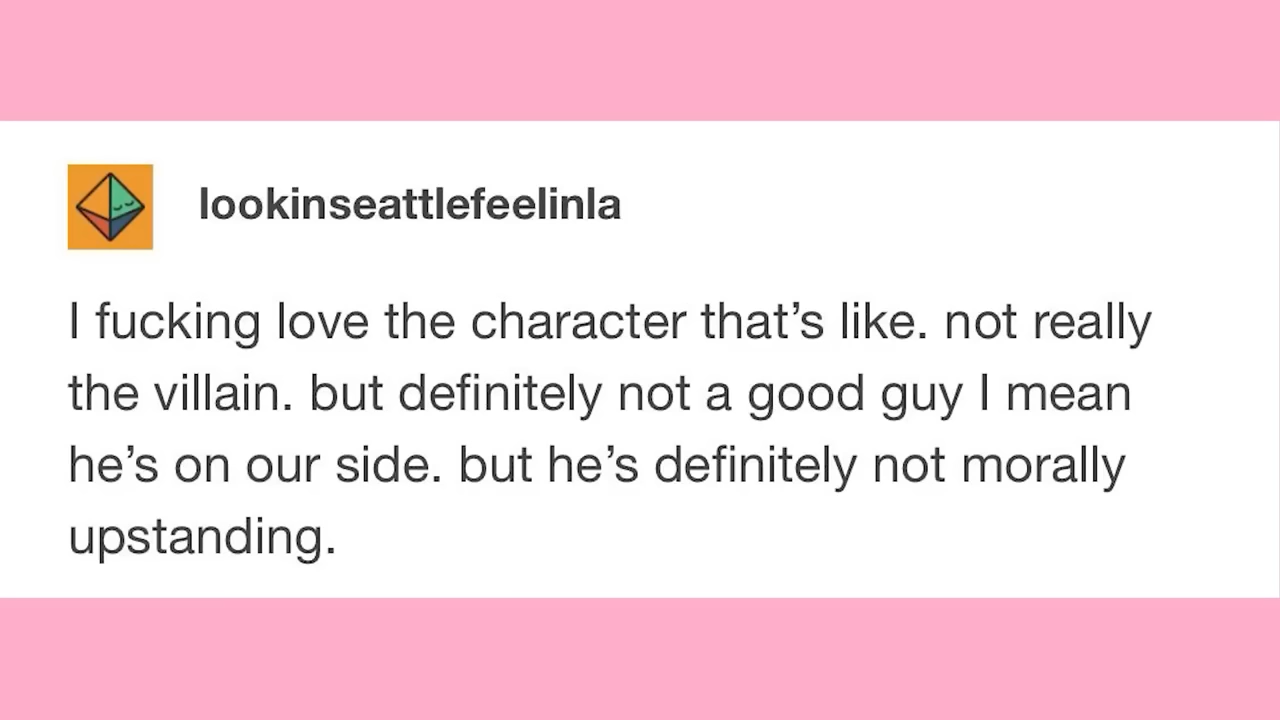 lookinseattlefeelinla
I fucking love the character that’s like. not really
the villain. but definitely not a good guy I mean
he’s on our side. but he’s definitely not morally
upstanding.